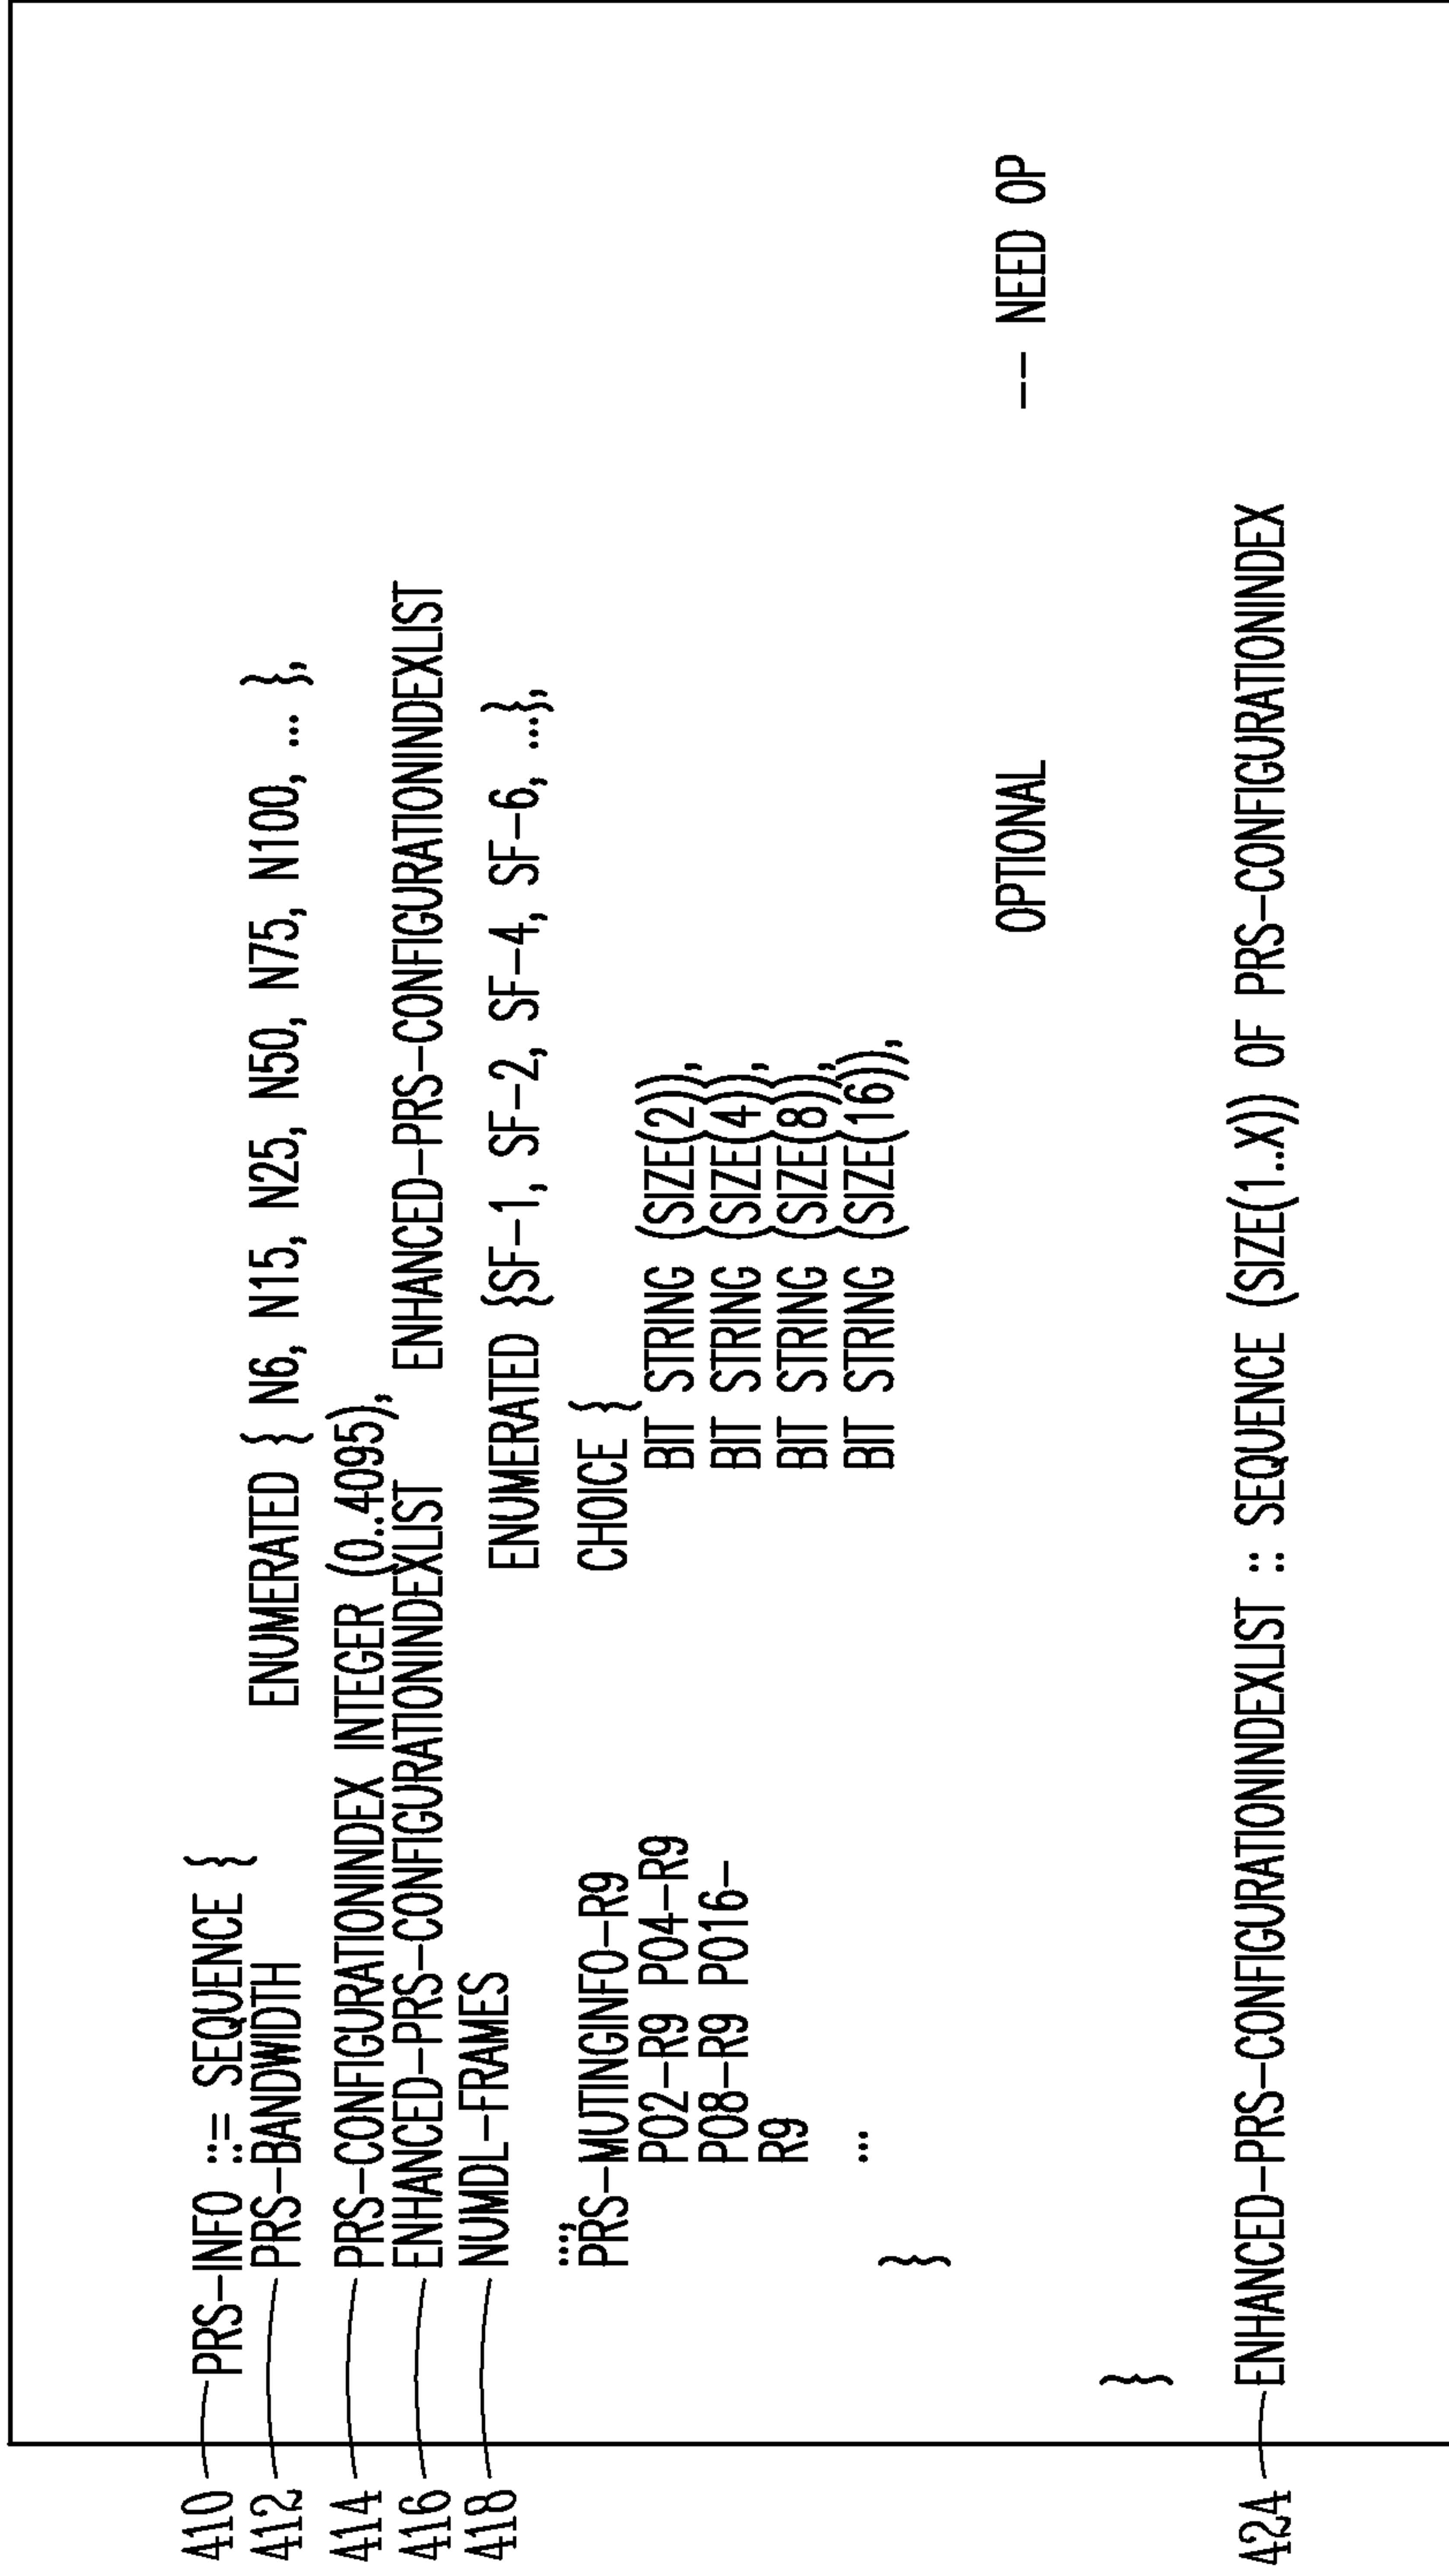 410 PRS-INFO ::= SEQUENCE {
412 PRS-BANDWIDTH ENUMERATED { N6, N15, N25, N50, N75, N100, ... },
414 PRS-CONFIGURATIONINDEX INTEGER (0..4095),
416 ENHANCED-PRS-CONFIGURATIONINDEXLIST ENHANCED-PRS-CONFIGURATIONINDEXLIST
418 NUMDL-FRAMES ENUMERATED {SF-1, SF-2, SF-4, SF-6, ...},
...,
PRS-MUTINGINFO-R9 CHOICE {
PO2-R9 PO4-R9 BIT STRING (SIZE(2)),
PO8-R9 PO16- BIT STRING (SIZE(4)),
R9 BIT STRING (SIZE(8)),
... BIT STRING (SIZE(16)),
}
OPTIONAL -- NEED OP
}
424 ENHANCED-PRS-CONFIGURATIONINDEXLIST :: SEQUENCE (SIZE(1..X)) OF PRS-CONFIGURATIONINDEX